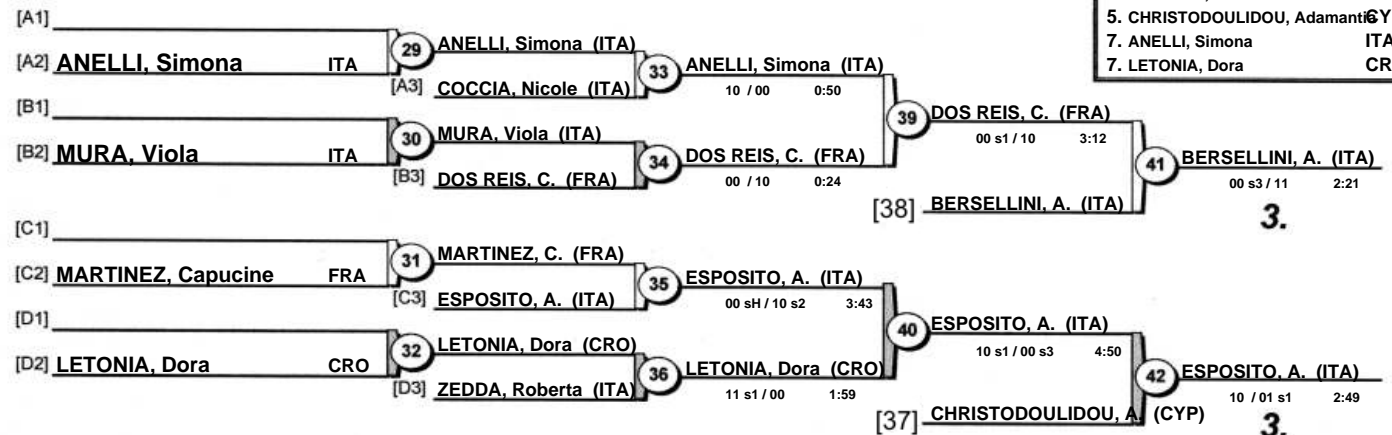 5. CHRISTODOULIDOU, Adamantia CY
7. ANELLI, Simona ITA
7. LETONIA, Dora CR
[A1]
[A2] ANELLI, Simona ITA
29
ANELLI, Simona (ITA)
[A3] COCCIA, Nicole (ITA)
33
ANELLI, Simona (ITA)
10 / 00 0:50
[B1]
[B2] MURA, Viola ITA
30
MURA, Viola (ITA)
[B3] DOS REIS, C. (FRA)
34
DOS REIS, C. (FRA)
00 / 10 0:24
39
DOS REIS, C. (FRA)
00 s1 / 10 3:12
[38] BERSELLINI, A. (ITA)
41
BERSELLINI, A. (ITA)
00 s3 / 11 2:21
3.
[C1]
[C2] MARTINEZ, Capucine FRA
31
MARTINEZ, C. (FRA)
[C3] ESPOSITO, A. (ITA)
35
ESPOSITO, A. (ITA)
00 sH / 10 s2 3:43
[D1]
[D2] LETONIA, Dora CRO
32
LETONIA, Dora (CRO)
[D3] ZEDDA, Roberta (ITA)
36
LETONIA, Dora (CRO)
11 s1 / 00 1:59
40
ESPOSITO, A. (ITA)
10 s1 / 00 s3 4:50
[37] CHRISTODOULIDOU, A. (CYP)
42
ESPOSITO, A. (ITA)
10 / 01 s1 2:49
3.